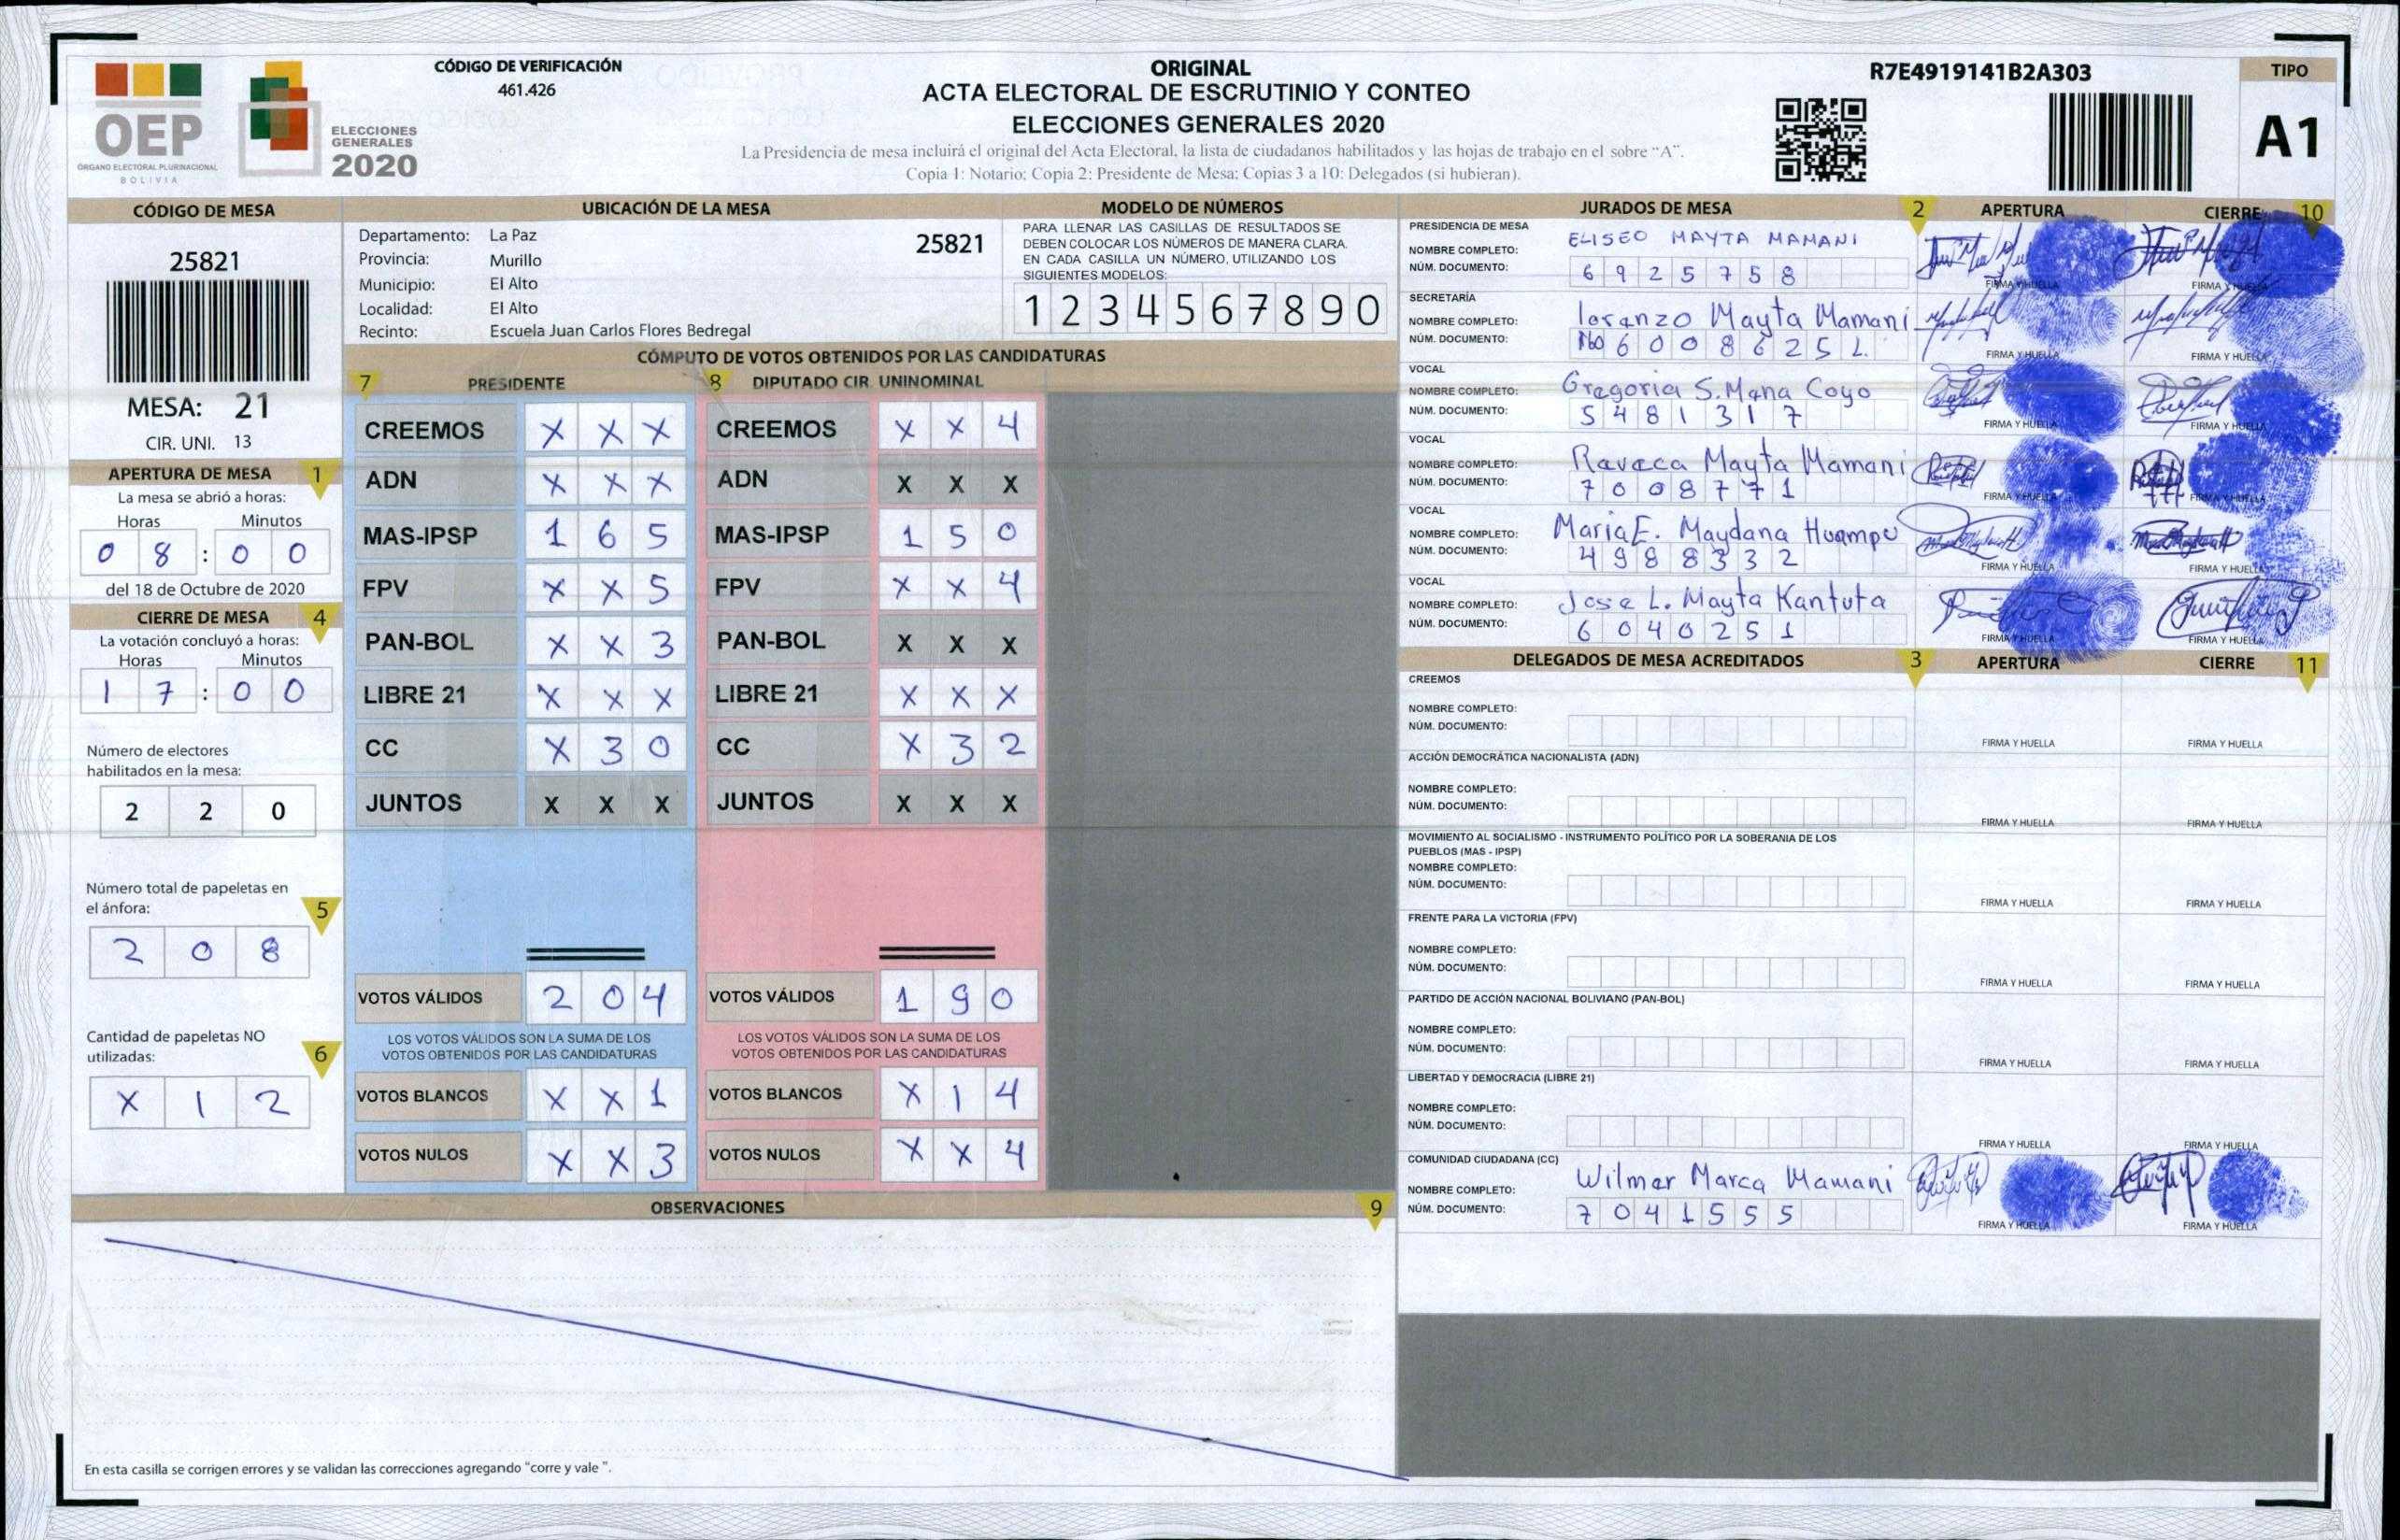 OEP
ÓRGANO ELECTORAL PLURINACIONAL
BOLIVIA
ELECCIONES
GENERALES
2020
CÓDIGO DE VERIFICACIÓN
461.426
ORIGINAL
ACTA ELECTORAL DE ESCRUTINIO Y CONTEO
ELECCIONES GENERALES 2020
La Presidencia de mesa incluirá el original del Acta Electoral, la lista de ciudadanos habilitados y las hojas de trabajo en el sobre “A”.
Copia 1: Notario; Copia 2: Presidente de Mesa; Copias 3 a 10: Delegados (si hubieran).
R7E4919141B2A303
TIPO
A1
CÓDIGO DE MESA
25821
MESA: 21
CIR. UNI. 13
APERTURA DE MESA 1
La mesa se abrió a horas:
Horas Minutos
0 8 : 0 0
del 18 de Octubre de 2020
CIERRE DE MESA 4
La votación concluyó a horas:
Horas Minutos
1 7 : 0 0
Número de electores
habilitados en la mesa:
2 2 0
Número total de papeletas en
el ánfora: 5
2 0 8
Cantidad de papeletas NO
utilizadas: 6
X 1 2
UBICACIÓN DE LA MESA
Departamento: La Paz 25821
Provincia: Murillo
Municipio: El Alto
Localidad: El Alto
Recinto: Escuela Juan Carlos Flores Bedregal
MODELO DE NÚMEROS
PARA LLENAR LAS CASILLAS DE RESULTADOS SE
DEBEN COLOCAR LOS NÚMEROS DE MANERA CLARA.
EN CADA CASILLA UN NÚMERO, UTILIZANDO LOS
SIGUIENTES MODELOS:
1 2 3 4 5 6 7 8 9 0
CÓMPUTO DE VOTOS OBTENIDOS POR LAS CANDIDATURAS
7 PRESIDENTE 8 DIPUTADO CIR. UNINOMINAL
CREEMOS X X X CREEMOS X X 4
ADN X X X ADN X X X
MAS-IPSP 1 6 5 MAS-IPSP 1 5 0
FPV X X 5 FPV X X 4
PAN-BOL X X 3 PAN-BOL X X X
LIBRE 21 X X X LIBRE 21 X X X
CC X 3 0 CC X 3 2
JUNTOS X X X JUNTOS X X X
VOTOS VÁLIDOS 2 0 4 VOTOS VÁLIDOS 1 9 0
LOS VOTOS VÁLIDOS SON LA SUMA DE LOS LOS VOTOS VÁLIDOS SON LA SUMA DE LOS
VOTOS OBTENIDOS POR LAS CANDIDATURAS VOTOS OBTENIDOS POR LAS CANDIDATURAS
VOTOS BLANCOS X X 1 VOTOS BLANCOS X 1 4
VOTOS NULOS X X 3 VOTOS NULOS X X 4
OBSERVACIONES 9
En esta casilla se corrigen errores y se validan las correcciones agregando “corre y vale ”.
JURADOS DE MESA 2 APERTURA CIERRE 10
PRESIDENCIA DE MESA
NOMBRE COMPLETO: ELISEO MAYTA MAMANI
NÚM. DOCUMENTO: 6 9 2 5 7 5 8
FIRMA Y HUELLA FIRMA Y HUELLA
SECRETARÍA
NOMBRE COMPLETO: loranzo Mayta Mamani
NÚM. DOCUMENTO: No 6 0 0 8 6 2 5 L.
FIRMA Y HUELLA FIRMA Y HUELLA
VOCAL
NOMBRE COMPLETO: Gregoria S. Mana Coyo
NÚM. DOCUMENTO: 5 4 8 1 3 1 7
FIRMA Y HUELLA FIRMA Y HUELLA
VOCAL
NOMBRE COMPLETO: Raveca Mayta Mamani
NÚM. DOCUMENTO: 7 0 0 8 7 7 1
FIRMA Y HUELLA FIRMA Y HUELLA
VOCAL
NOMBRE COMPLETO: Maria E. Maydana Huampu
NÚM. DOCUMENTO: 4 9 8 8 3 3 2
FIRMA Y HUELLA FIRMA Y HUELLA
VOCAL
NOMBRE COMPLETO: Jose L. Mayta Kantuta
NÚM. DOCUMENTO: 6 0 4 0 2 5 1
FIRMA Y HUELLA FIRMA Y HUELLA
DELEGADOS DE MESA ACREDITADOS 3 APERTURA CIERRE 11
CREEMOS
NOMBRE COMPLETO:
NÚM. DOCUMENTO:
FIRMA Y HUELLA FIRMA Y HUELLA
ACCIÓN DEMOCRÁTICA NACIONALISTA (ADN)
NOMBRE COMPLETO:
NÚM. DOCUMENTO:
FIRMA Y HUELLA FIRMA Y HUELLA
MOVIMIENTO AL SOCIALISMO - INSTRUMENTO POLÍTICO POR LA SOBERANIA DE LOS
PUEBLOS (MAS - IPSP)
NOMBRE COMPLETO:
NÚM. DOCUMENTO:
FIRMA Y HUELLA FIRMA Y HUELLA
FRENTE PARA LA VICTORIA (FPV)
NOMBRE COMPLETO:
NÚM. DOCUMENTO:
FIRMA Y HUELLA FIRMA Y HUELLA
PARTIDO DE ACCIÓN NACIONAL BOLIVIANO (PAN-BOL)
NOMBRE COMPLETO:
NÚM. DOCUMENTO:
FIRMA Y HUELLA FIRMA Y HUELLA
LIBERTAD Y DEMOCRACIA (LIBRE 21)
NOMBRE COMPLETO:
NÚM. DOCUMENTO:
FIRMA Y HUELLA FIRMA Y HUELLA
COMUNIDAD CIUDADANA (CC)
NOMBRE COMPLETO: Wilmer Marca Mamani
NÚM. DOCUMENTO: 7 0 4 1 5 5 5
FIRMA Y HUELLA FIRMA Y HUELLA